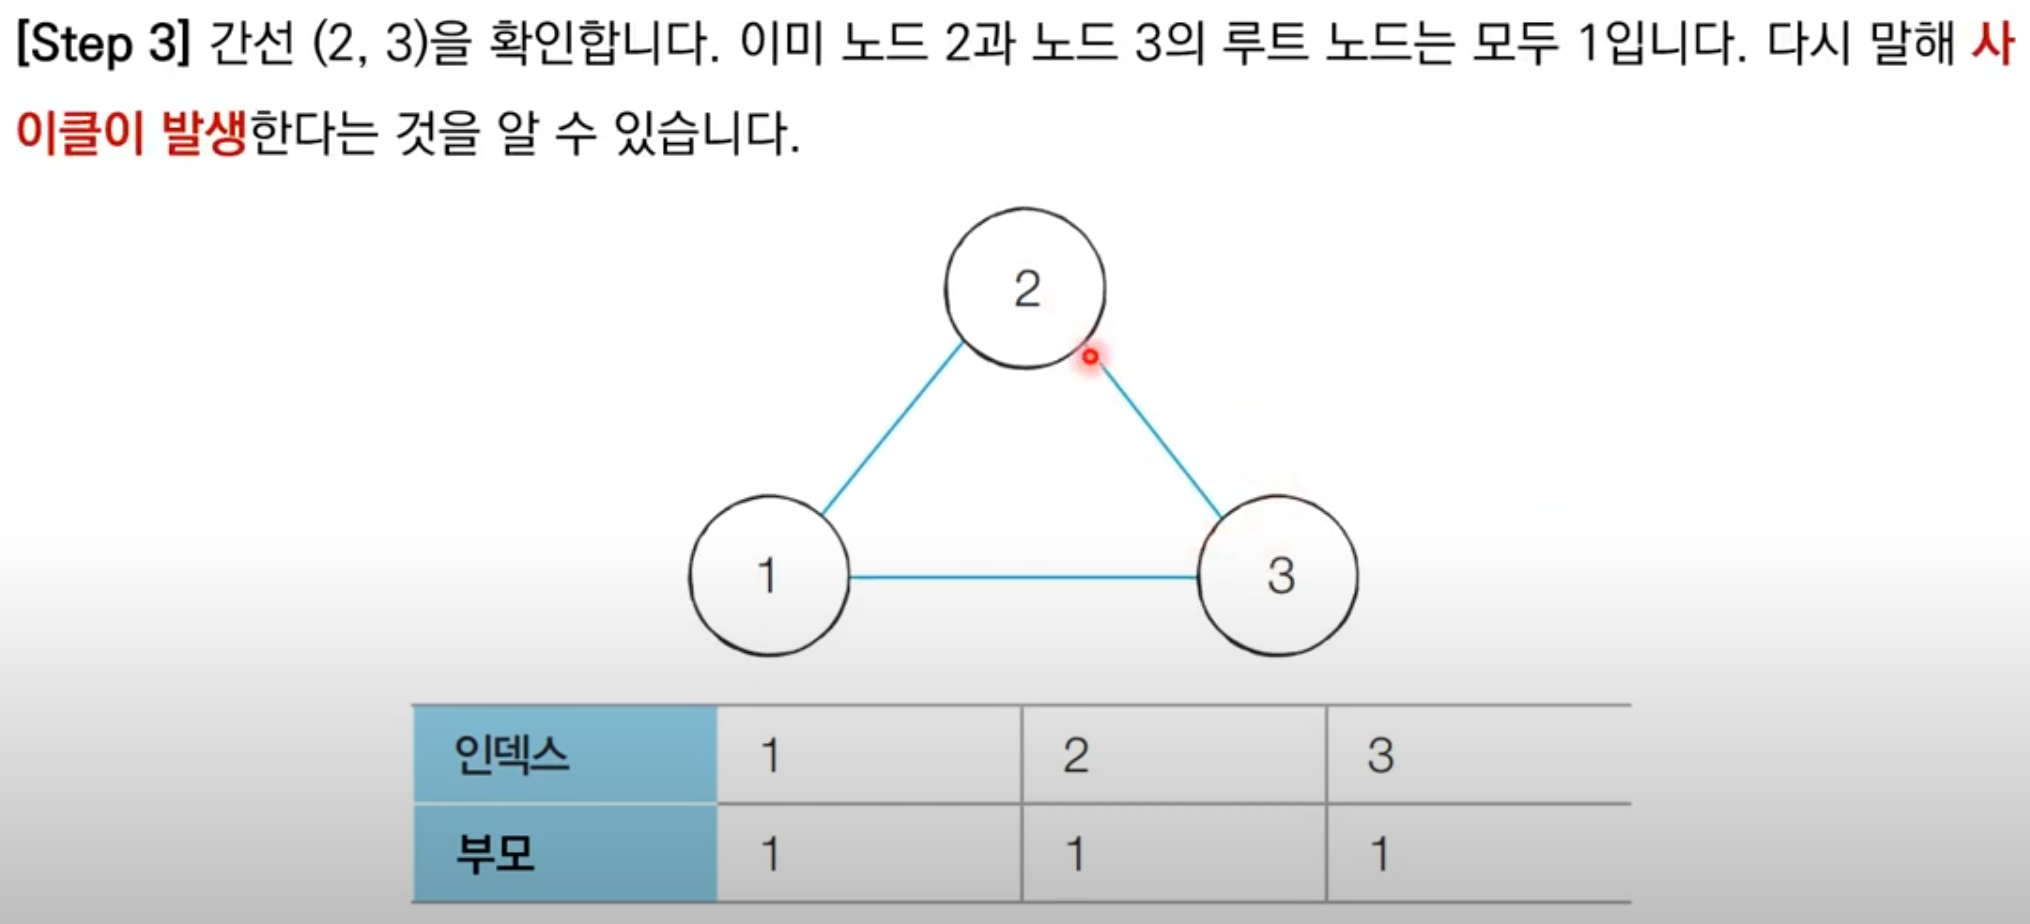 [Step 3] 간선 (2, 3)을 확인합니다. 이미 노드 2과 노드 3의 루트 노드는 모두 1입니다. 다시 말해 사
이클이 발생한다는 것을 알 수 있습니다.
2
1 3
인덱스 1 2 3
부모 1 1 1